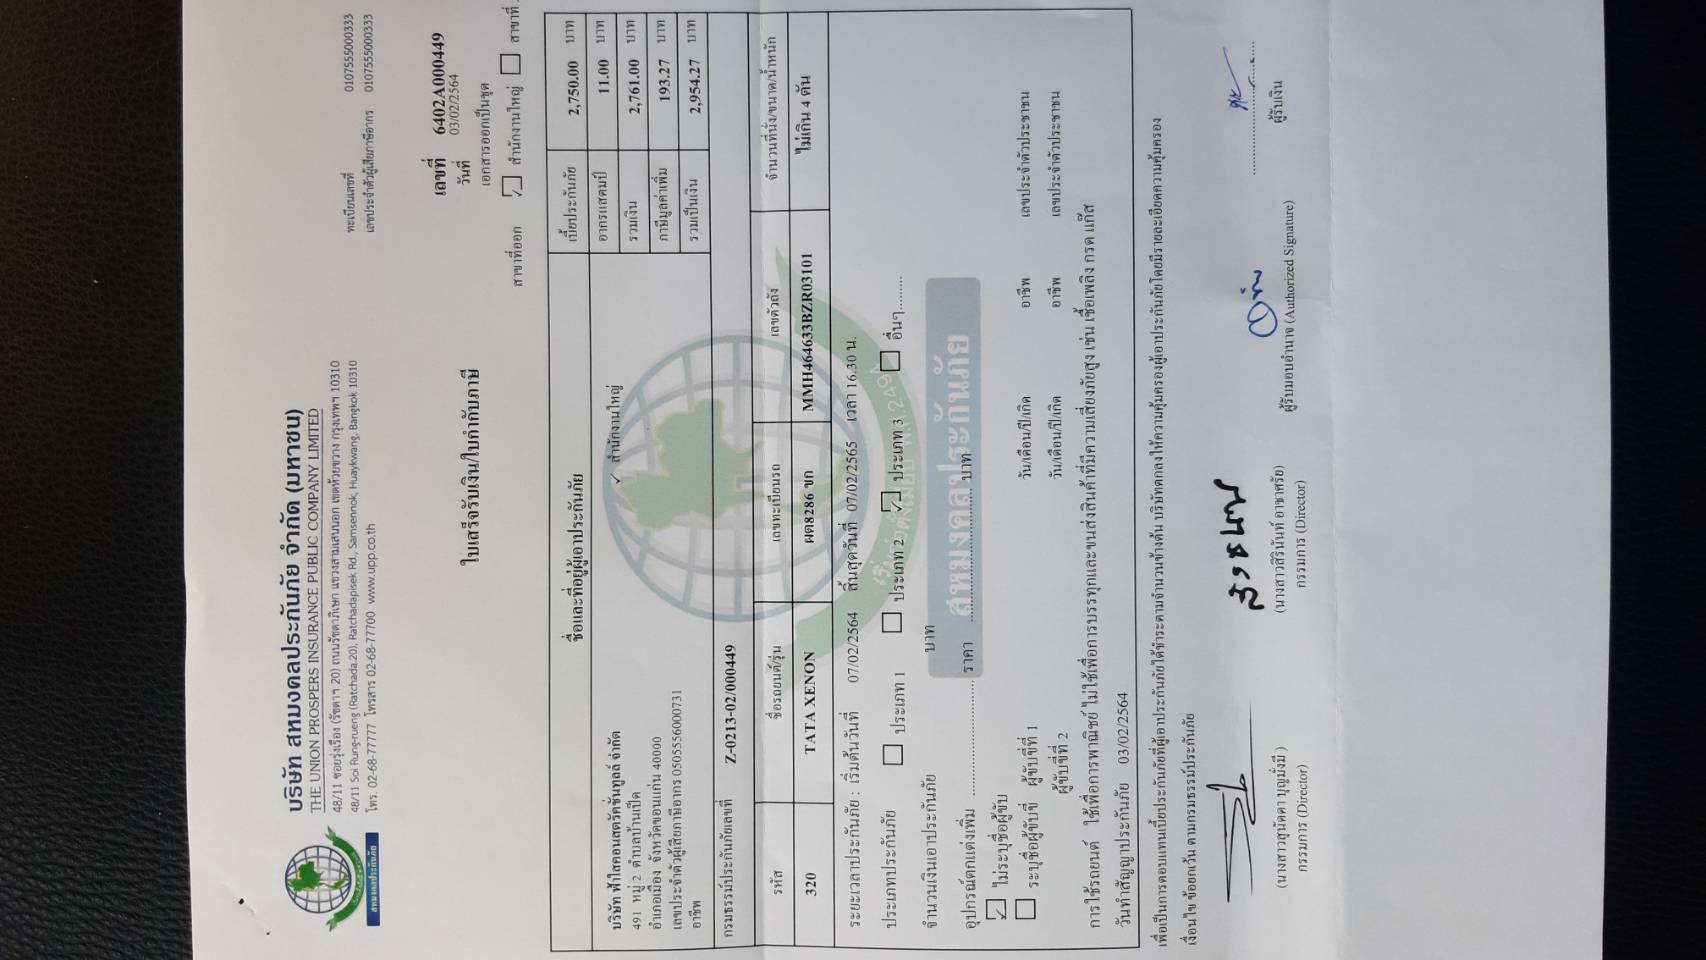 บริษัท สหมงคลประกันภัย จำกัด (มหาชน)
THE UNION PROSPERS INSURANCE PUBLIC COMPANY LIMITED
48/11 ซอยรุ่งเรือง (รัชดาฯ 20) ถนนรัชดาภิเษก แขวงสามเสนนอก เขตห้วยขวาง กรุงเทพฯ 10310
48/11 Soi Rung-rueng (Ratchada.20), Ratchadapisek Rd., Samsennok, Huaykwang, Bangkok 10310
โทร. 02-68-77777 โทรสาร 02-68-77700 www.upp.co.th
สหมงคลประกันภัย
ทะเบียนเลขที่ 0107555000333
เลขประจำตัวผู้เสียภาษีอากร 0107555000333
ใบเสร็จรับเงิน/ใบกำกับภาษี
เลขที่ 6402A000449
วันที่ 03/02/2564
เอกสารออกเป็นชุด
สาขาที่ออก ✓ สำนักงานใหญ่ สาขาที่
ชื่อและที่อยู่ผู้เอาประกันภัย
บริษัท ฟ้าใสคอนสตรัคชั่นทูลส์ จำกัด ✓ สำนักงานใหญ่
491 หมู่ 2 ตำบลบ้านเป็ด
อำเภอเมือง จังหวัดขอนแก่น 40000
เลขประจำตัวผู้เสียภาษีอากร 0505556000731
อาชีพ
เบี้ยประกันภัย 2,750.00 บาท
อากรแสตมป์ 11.00 บาท
รวมเงิน 2,761.00 บาท
ภาษีมูลค่าเพิ่ม 193.27 บาท
รวมเป็นเงิน 2,954.27 บาท
กรมธรรม์ประกันภัยเลขที่ Z-0213-02/000449
รหัส ชื่อรถยนต์/รุ่น เลขทะเบียนรถ เลขตัวถัง จำนวนที่นั่ง/ขนาด/น้ำหนัก
320 TATA XENON ผต8286 ขก MMH464633BZR03101 ไม่เกิน 4 ตัน
ระยะเวลาประกันภัย : เริ่มต้นวันที่ 07/02/2564 สิ้นสุดวันที่ 07/02/2565 เวลา 16.30 น.
ประเภทประกันภัย ประเภท 1 ประเภท 2 ✓ ประเภท 3 อื่นๆ..........
จำนวนเงินเอาประกันภัย บาท
อุปกรณ์ตกแต่งเพิ่ม .......................... ราคา .......................... บาท
สหมงคลประกันภัย
✓ ไม่ระบุชื่อผู้ขับ
ระบุชื่อผู้ขับขี่ ผู้ขับขี่ที่ 1 วัน/เดือน/ปี/เกิด อาชีพ เลขประจำตัวประชาชน
ผู้ขับขี่ที่ 2 วัน/เดือน/ปี/เกิด อาชีพ เลขประจำตัวประชาชน
การใช้รถยนต์ ใช้เพื่อการพาณิชย์ ไม่ใช้เพื่อการบรรทุกและขนส่งสินค้าที่มีความเสี่ยงภัยสูง เช่น เชื้อเพลิง กรด แก๊ส
วันทำสัญญาประกันภัย 03/02/2564
เพื่อเป็นการตอบแทนเบี้ยประกันภัยที่ผู้เอาประกันภัยได้ชำระตามจำนวนข้างต้น บริษัทตกลงให้ความคุ้มครองผู้เอาประกันภัยโดยมีรายละเอียดความคุ้มครอง
เงื่อนไข ข้อยกเว้น ตามกรมธรรม์ประกันภัย
(นางสาวสุนัดดา บุญมั่งมี) (นางสาวสิรินันท์ อาชาศรัย) ผู้รับมอบอำนาจ (Authorized Signature) ผู้รับเงิน
กรรมการ (Director) กรรมการ (Director)